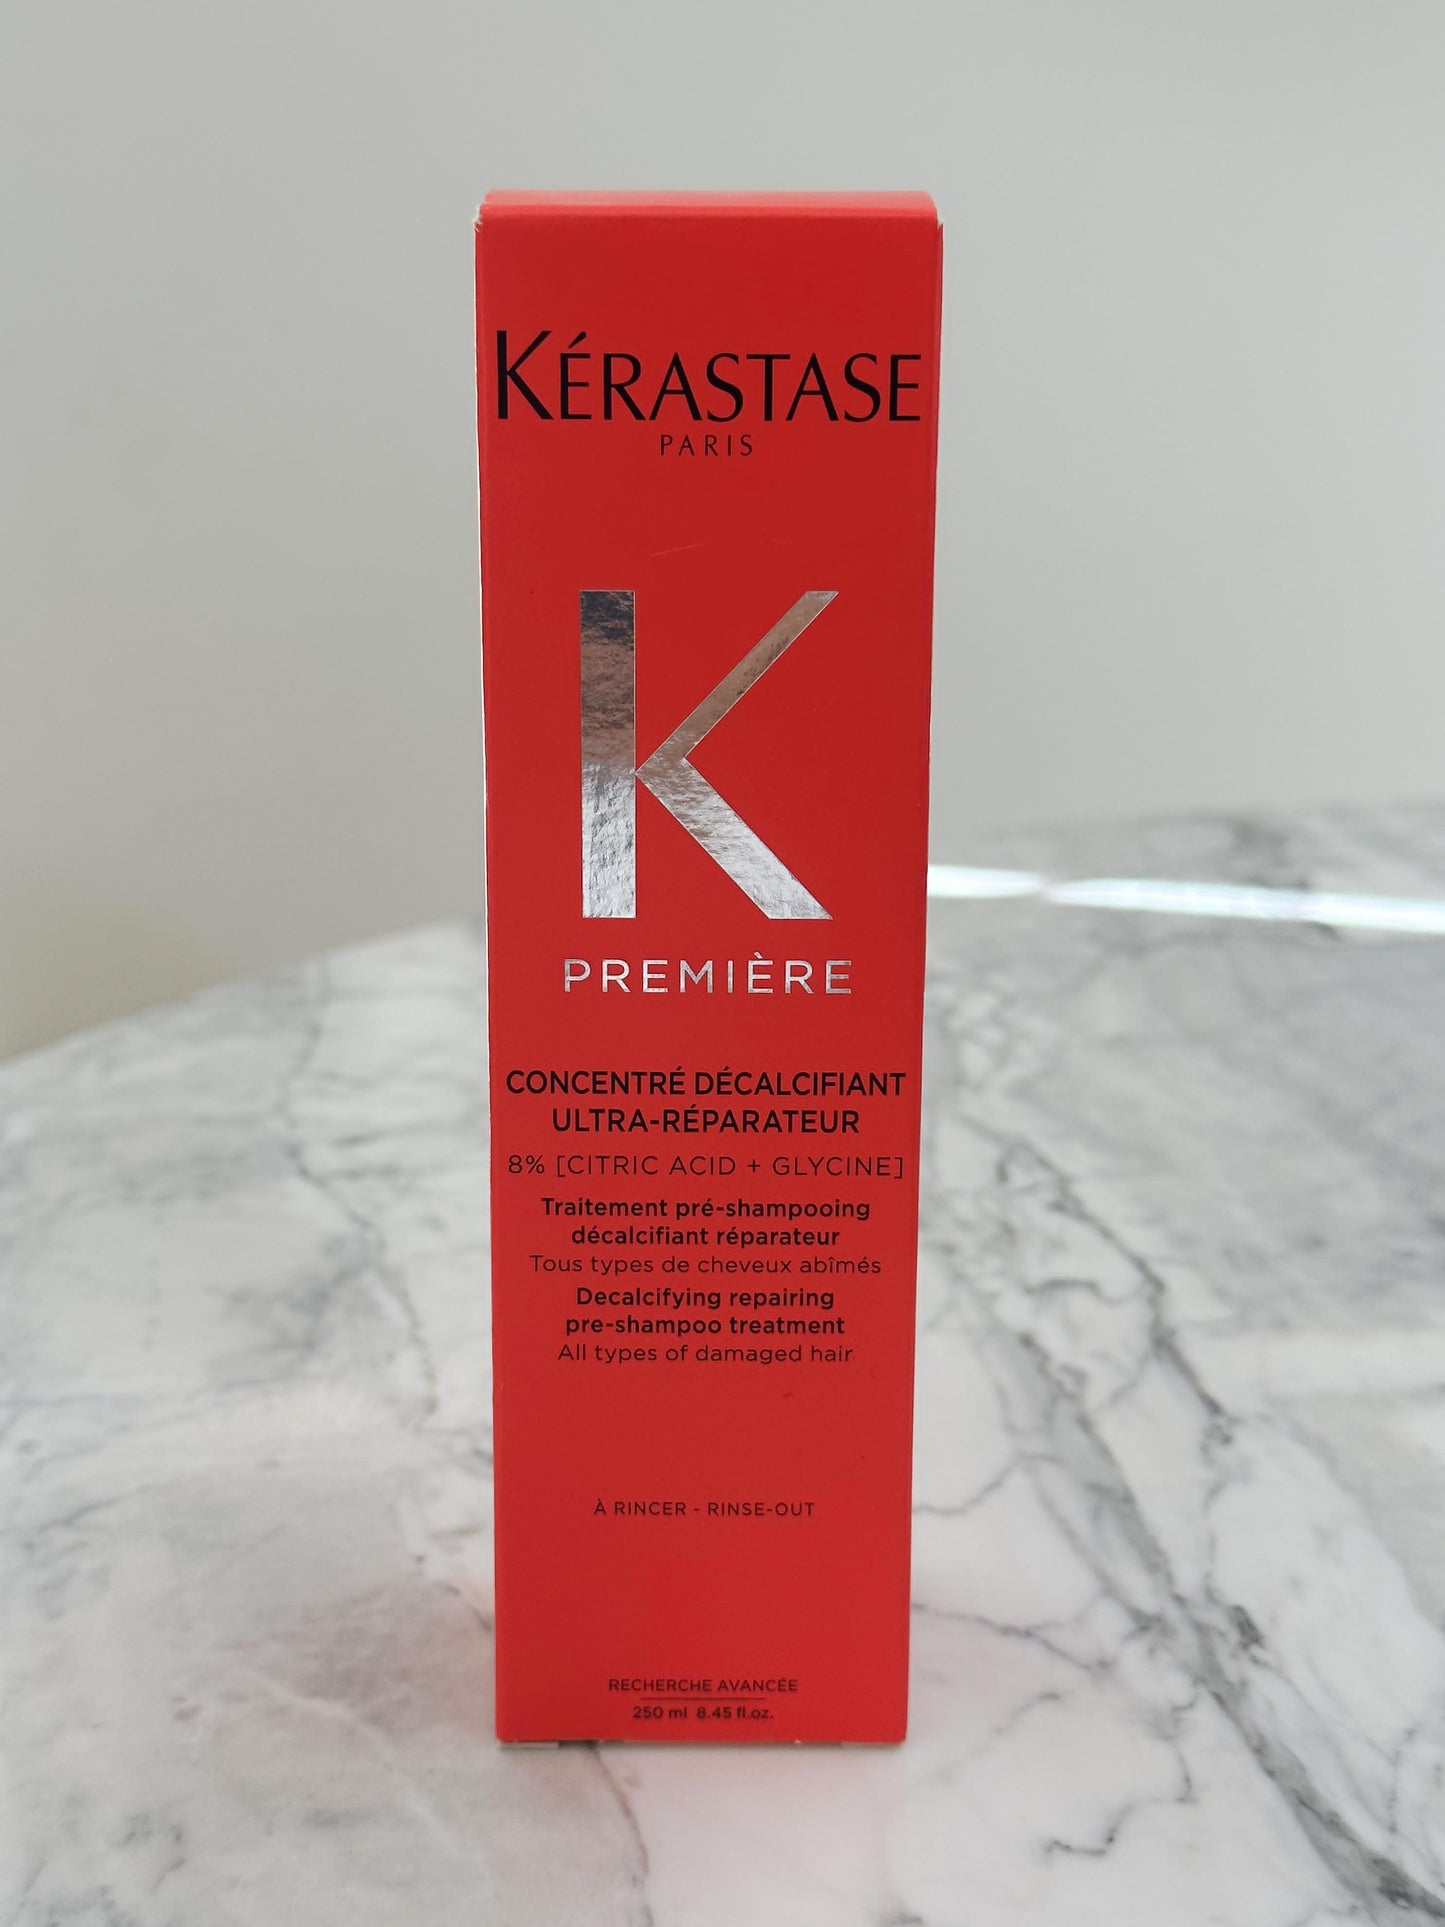 KÉRASTASE
PARIS
K
PREMIÈRE
CONCENTRÉ DÉCALCIFIANT
ULTRA-RÉPARATEUR
8% [CITRIC ACID + GLYCINE]
Traitement pré-shampooing
décalcifiant réparateur
Tous types de cheveux abîmés
Decalcifying repairing
pre-shampoo treatment
All types of damaged hair
À RINCER - RINSE-OUT
RECHERCHE AVANCÉE
250 ml 8.45 fl.oz.